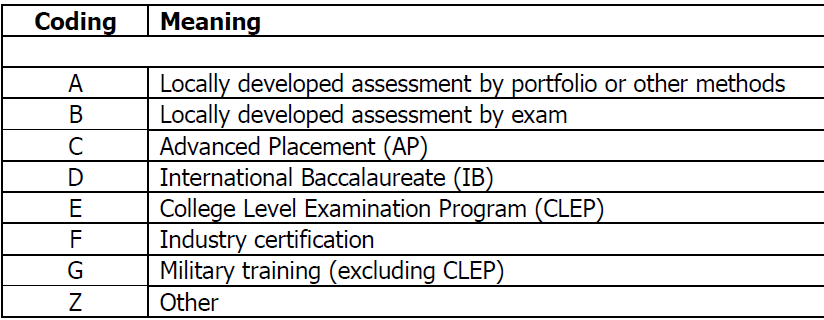 Coding Meaning
A Locally developed assessment by portfolio or other methods
B Locally developed assessment by exam
C Advanced Placement (AP)
D International Baccalaureate (IB)
E College Level Examination Program (CLEP)
F Industry certification
G Military training (excluding CLEP)
Z Other